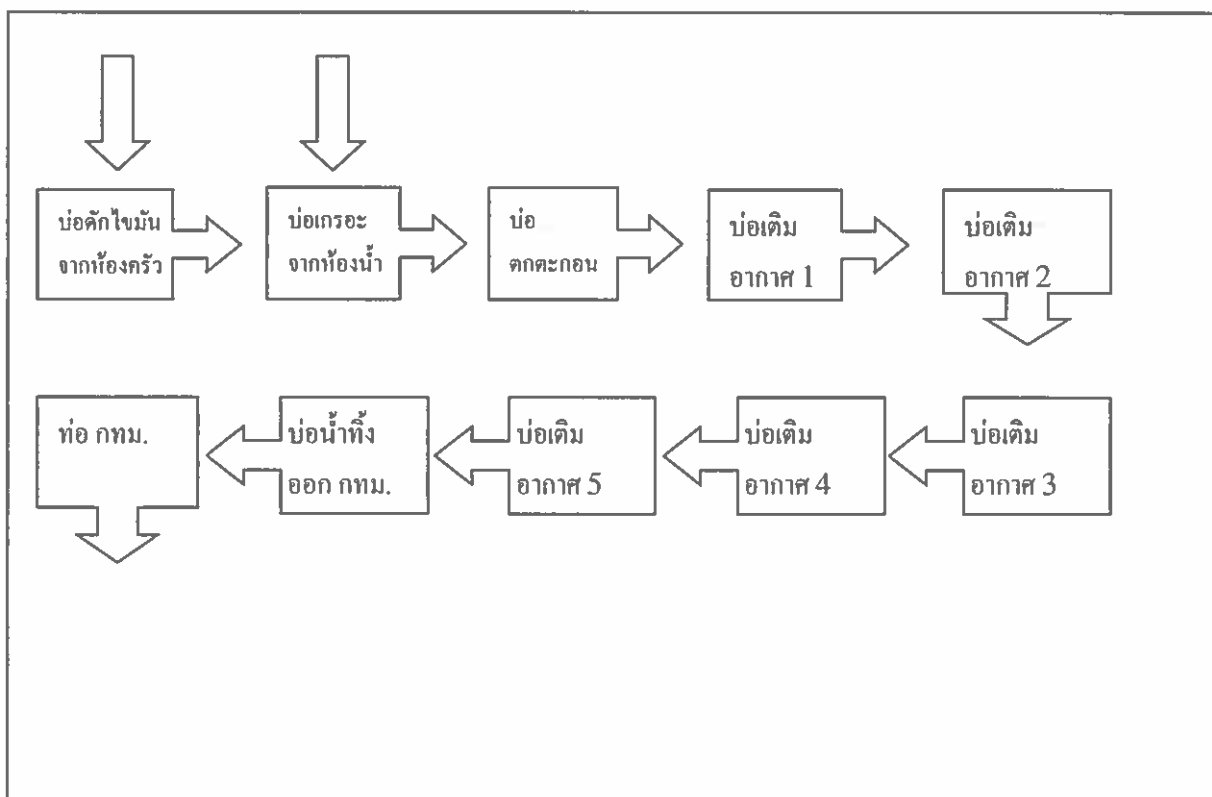 บ่อดักไขมัน
จากห้องครัว
บ่อเกรอะ
จากห้องน้ำ
บ่อ
ตกตะกอน
บ่อเติม
อากาศ 1
บ่อเติม
อากาศ 2
ท่อ กทม.
บ่อน้ำทิ้ง
ออก กทม.
บ่อเติม
อากาศ 5
บ่อเติม
อากาศ 4
บ่อเติม
อากาศ 3